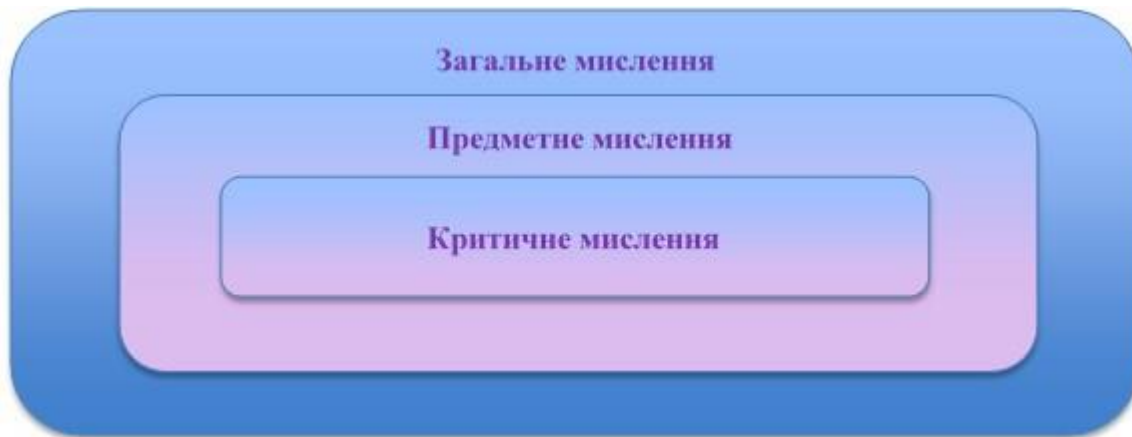 Загальне мислення
Предметне мислення
Критичне мислення